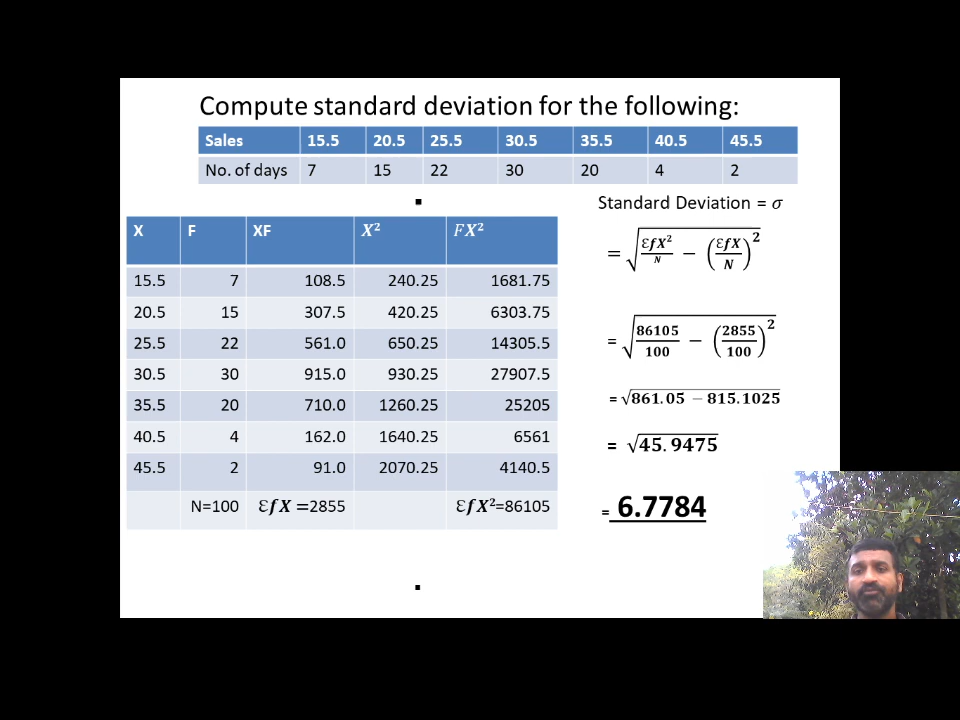 Compute standard deviation for the following:
Sales 15.5 20.5 25.5 30.5 35.5 40.5 45.5
No. of days 7 15 22 30 20 4 2
X F XF X² FX²
15.5 7 108.5 240.25 1681.75
20.5 15 307.5 420.25 6303.75
25.5 22 561.0 650.25 14305.5
30.5 30 915.0 930.25 27907.5
35.5 20 710.0 1260.25 25205
40.5 4 162.0 1640.25 6561
45.5 2 91.0 2070.25 4140.5
N=100 ƐfX =2855 ƐfX²=86105
Standard Deviation = σ
= √(ƐfX²/N − (ƐfX/N)²)
= √(86105/100 − (2855/100)²)
= √861.05 − 815.1025
= √45.9475
= 6.7784